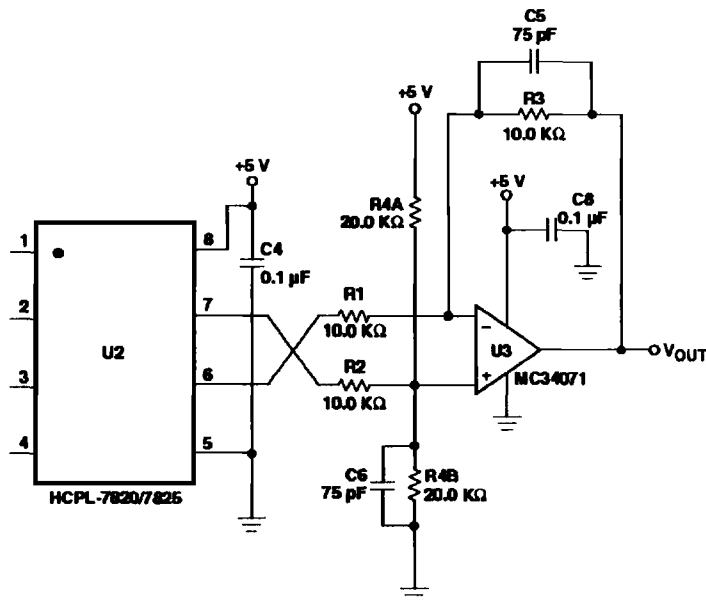 C5
75 pF
+5 V
R3
10.0 KΩ
+5 V
+5 V
R4A
20.0 KΩ
C8
0.1 µF
1
8
C4
0.1 µF
2
7
R1
10.0 KΩ
U2
−
U3
VOUT
3
6
R2
10.0 KΩ
+
MC34071
4
5
C6
75 pF
R4B
20.0 KΩ
HCPL-7820/7825